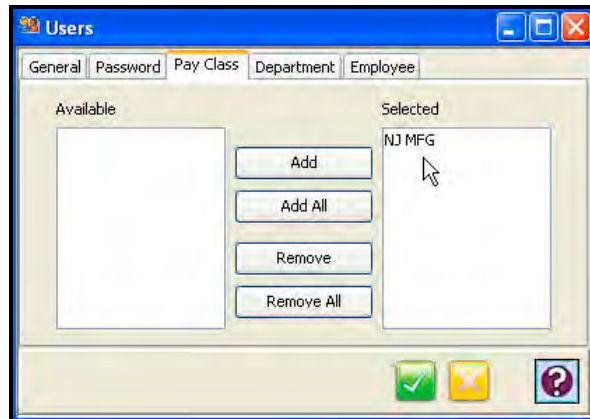 Users
General Password Pay Class Department Employee
Available
Selected
NJ MFG
Add
Add All
Remove
Remove All
?